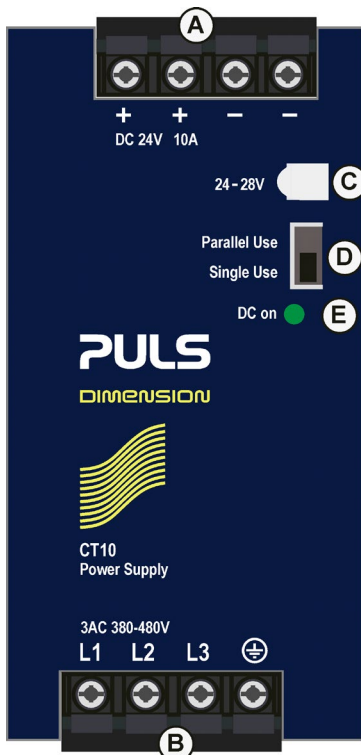 A
+ + − −
DC 24V 10A
24-28V C
Parallel Use
Single Use D
DC on E
PULS
DIMENSION
CT10
Power Supply
3AC 380-480V
L1 L2 L3 ⏚
B